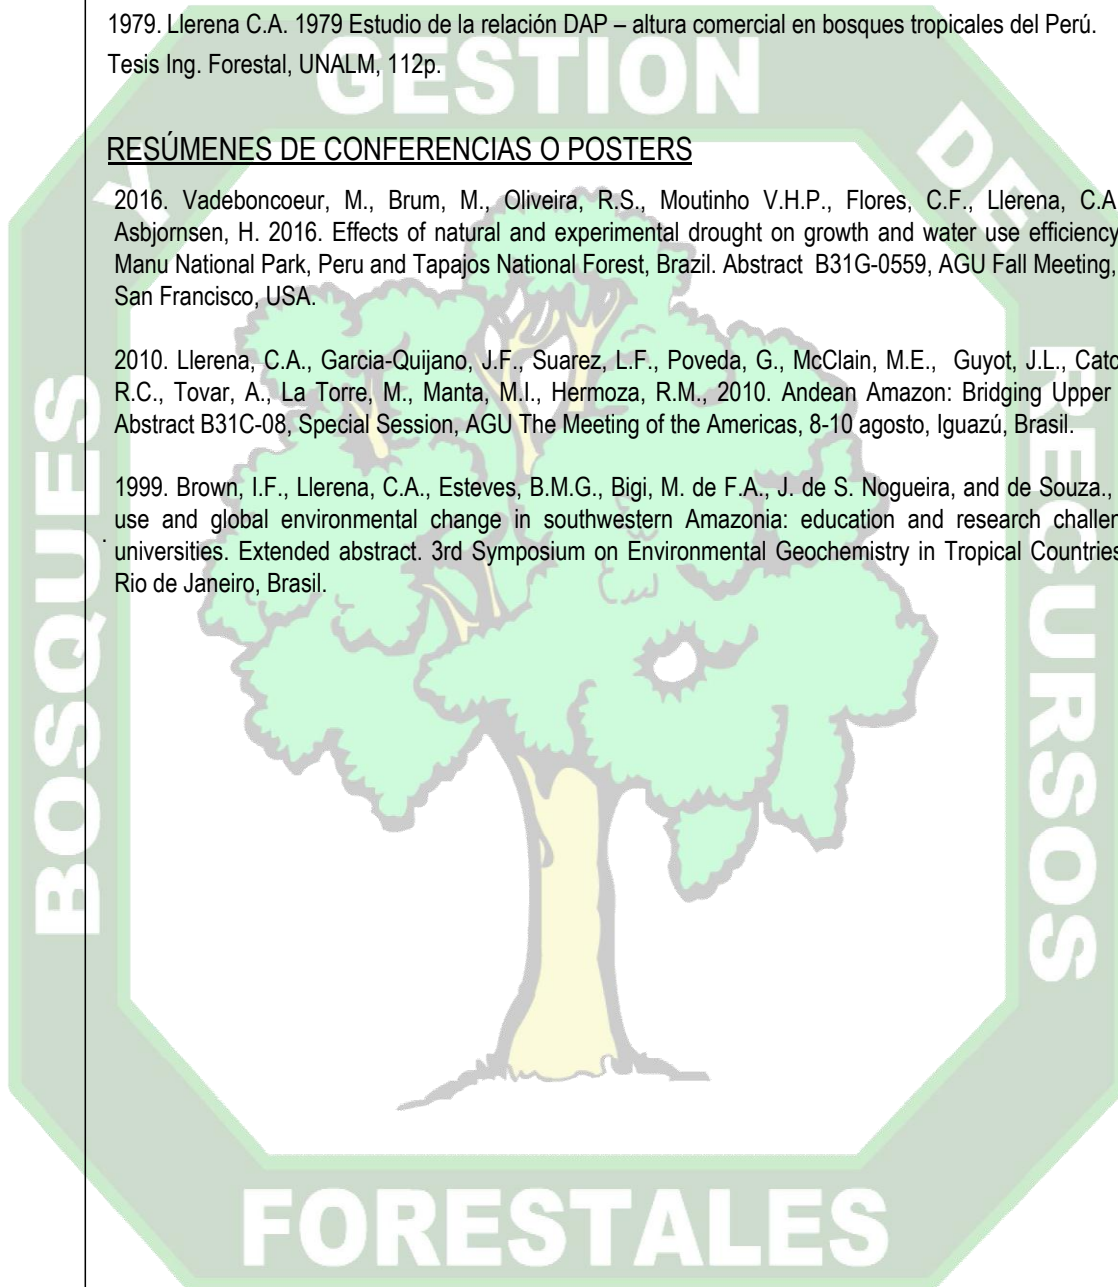 1979. Llerena C.A. 1979 Estudio de la relación DAP – altura comercial en bosques tropicales del Perú.
Tesis Ing. Forestal, UNALM, 112p.
RESÚMENES DE CONFERENCIAS O POSTERS
2016. Vadeboncoeur, M., Brum, M., Oliveira, R.S., Moutinho V.H.P., Flores, C.F., Llerena, C.A
Asbjornsen, H. 2016. Effects of natural and experimental drought on growth and water use efficiency
Manu National Park, Peru and Tapajos National Forest, Brazil. Abstract B31G-0559, AGU Fall Meeting,
San Francisco, USA.
2010. Llerena, C.A., Garcia-Quijano, J.F., Suarez, L.F., Poveda, G., McClain, M.E., Guyot, J.L., Catc
R.C., Tovar, A., La Torre, M., Manta, M.I., Hermoza, R.M., 2010. Andean Amazon: Bridging Upper
Abstract B31C-08, Special Session, AGU The Meeting of the Americas, 8-10 agosto, Iguazú, Brasil.
1999. Brown, I.F., Llerena, C.A., Esteves, B.M.G., Bigi, M. de F.A., J. de S. Nogueira, and de Souza.,
use and global environmental change in southwestern Amazonia: education and research challen
. universities. Extended abstract. 3rd Symposium on Environmental Geochemistry in Tropical Countries
Rio de Janeiro, Brasil.
GESTION
DE
RECURSOS
FORESTALES
Y
BOSQUES